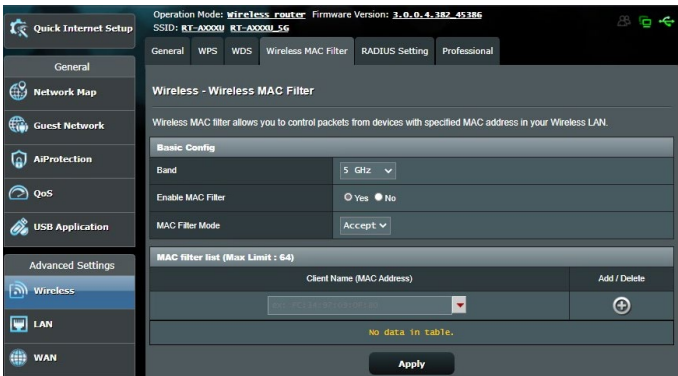 Operation Mode: Wireless router Firmware Version: 3.0.0.4.382_45386
SSID: RT-AXXXU RT-AXXXU_5G
Quick Internet Setup
General WPS WDS Wireless MAC Filter RADIUS Setting Professional
General
Network Map
Guest Network
AiProtection
QoS
USB Application
Advanced Settings
Wireless
LAN
WAN
Wireless - Wireless MAC Filter
Wireless MAC filter allows you to control packets from devices with specified MAC address in your Wireless LAN.
Basic Config
Band 5 GHz
Enable MAC Filter Yes No
MAC Filter Mode Accept
MAC filter list (Max Limit : 64)
Client Name (MAC Address) Add / Delete
No data in table.
Apply